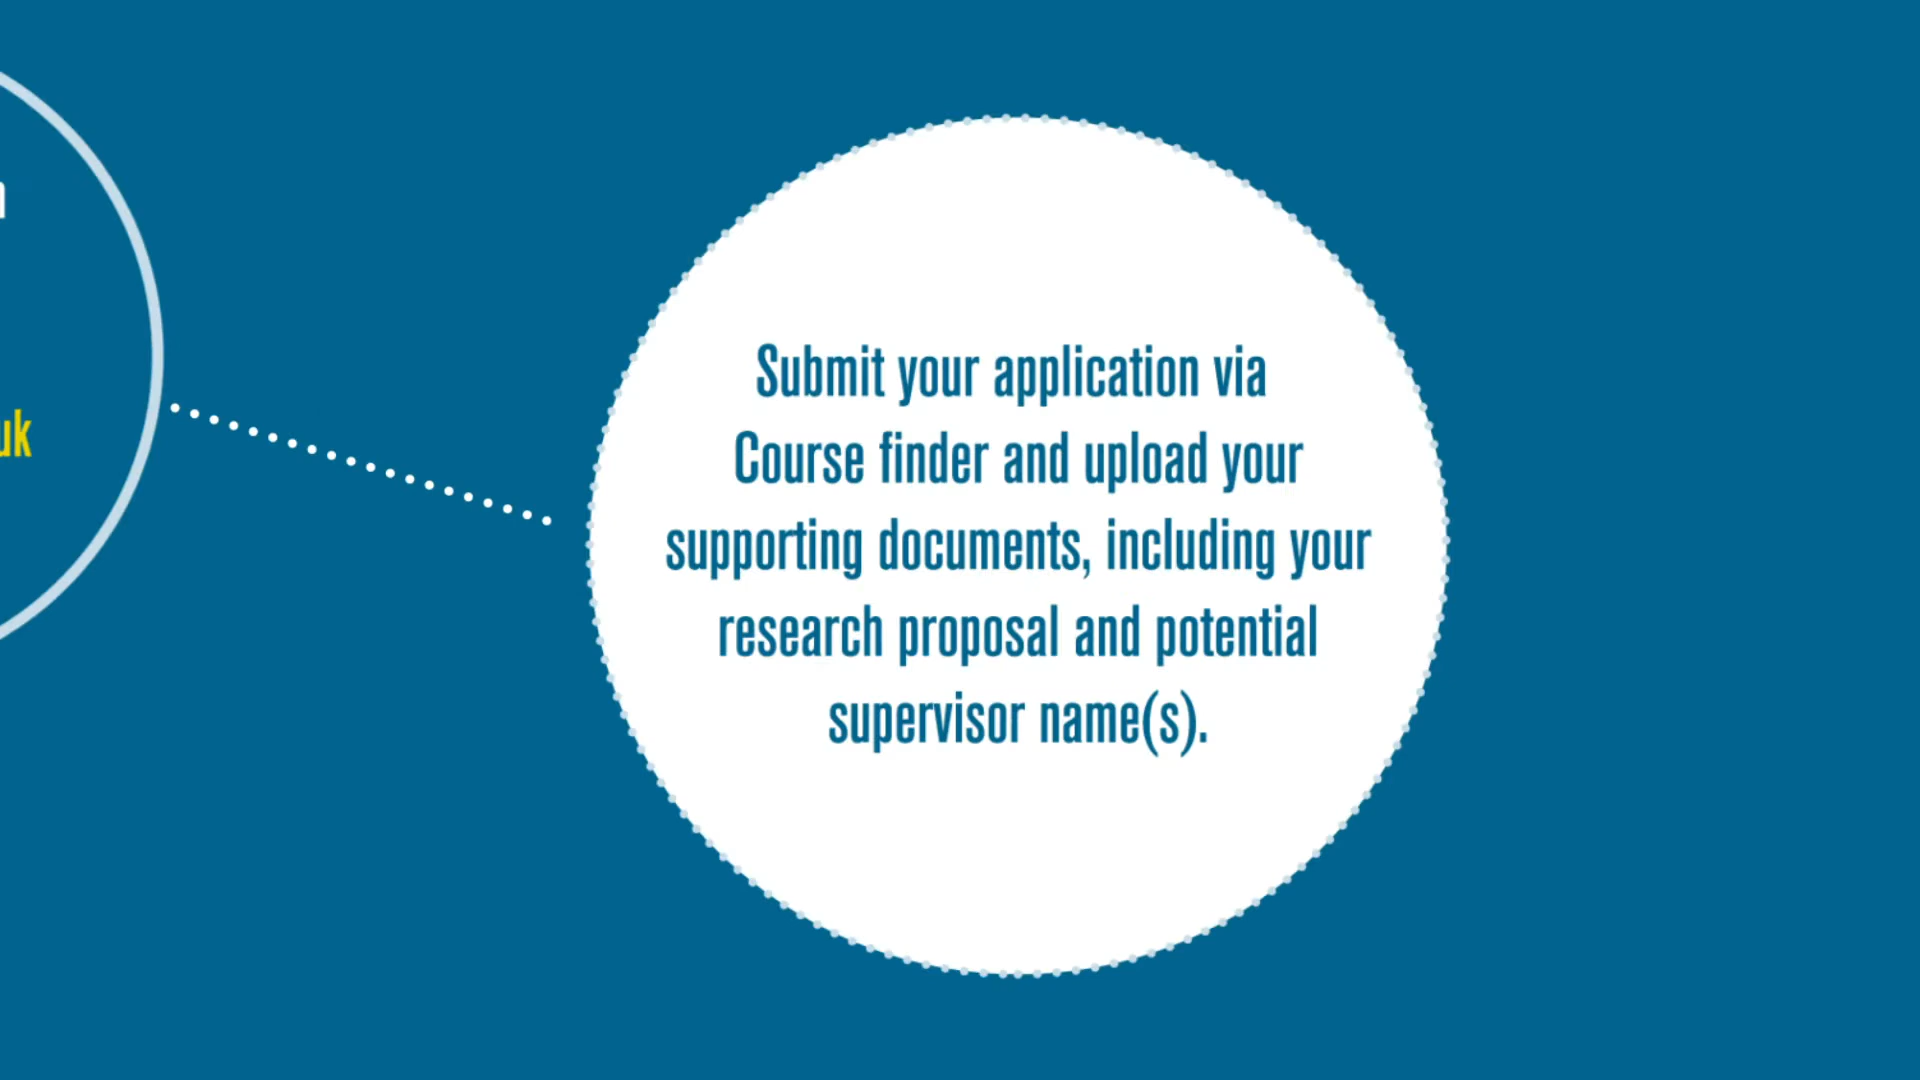 uk
Submit your application via
Course finder and upload your
supporting documents, including your
research proposal and potential
supervisor name(s).